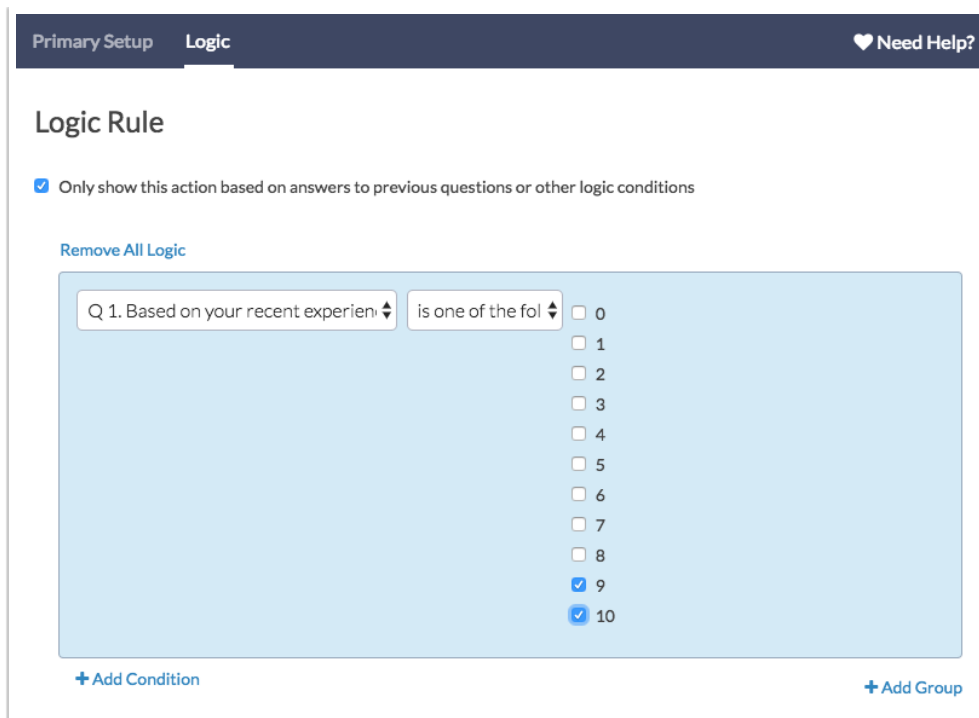 Primary Setup Logic Need Help?
Logic Rule
Only show this action based on answers to previous questions or other logic conditions
Remove All Logic
Q 1. Based on your recent experien is one of the fol 0
1
2
3
4
5
6
7
8
9
10
+ Add Condition
+ Add Group